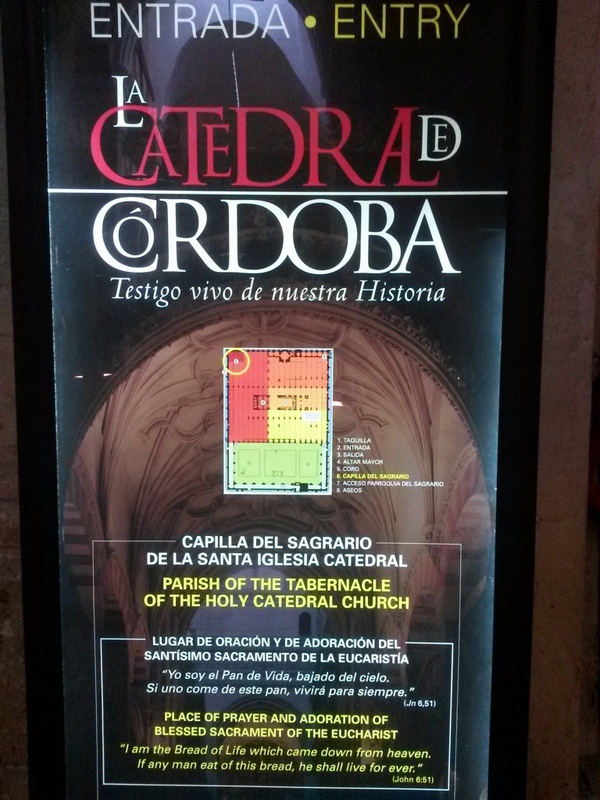 ENTRADA • ENTRY
LA
CATEDRAL DE
CÓRDOBA
Testigo vivo de nuestra Historia
1. TAQUILLA
2. ENTRADA
3. SALIDA
4. ALTAR MAYOR
5. CORO
6. CAPILLA DEL SAGRARIO
7. ACCESO PARROQUIA DEL SAGRARIO
8. ASEOS
CAPILLA DEL SAGRARIO
DE LA SANTA IGLESIA CATEDRAL
PARISH OF THE TABERNACLE
OF THE HOLY CATEDRAL CHURCH
LUGAR DE ORACIÓN Y DE ADORACIÓN DEL
SANTÍSIMO SACRAMENTO DE LA EUCARISTÍA
“Yo soy el Pan de Vida, bajado del cielo.
Si uno come de este pan, vivirá para siempre.”
(Jn 6,51)
PLACE OF PRAYER AND ADORATION OF
BLESSED SACRAMENT OF THE EUCHARIST
“I am the Bread of Life which came down from heaven.
If any man eat of this bread, he shall live for ever.”
(John 6:51)